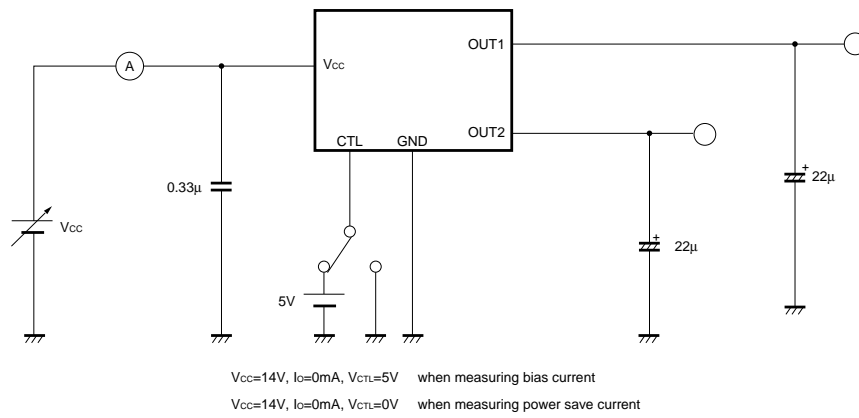 OUT1
A
Vcc
OUT2
CTL
GND
0.33μ
+
22μ
Vcc
+
22μ
5V
Vcc=14V, Io=0mA, VCTL=5V when measuring bias current
Vcc=14V, Io=0mA, VCTL=0V when measuring power save current